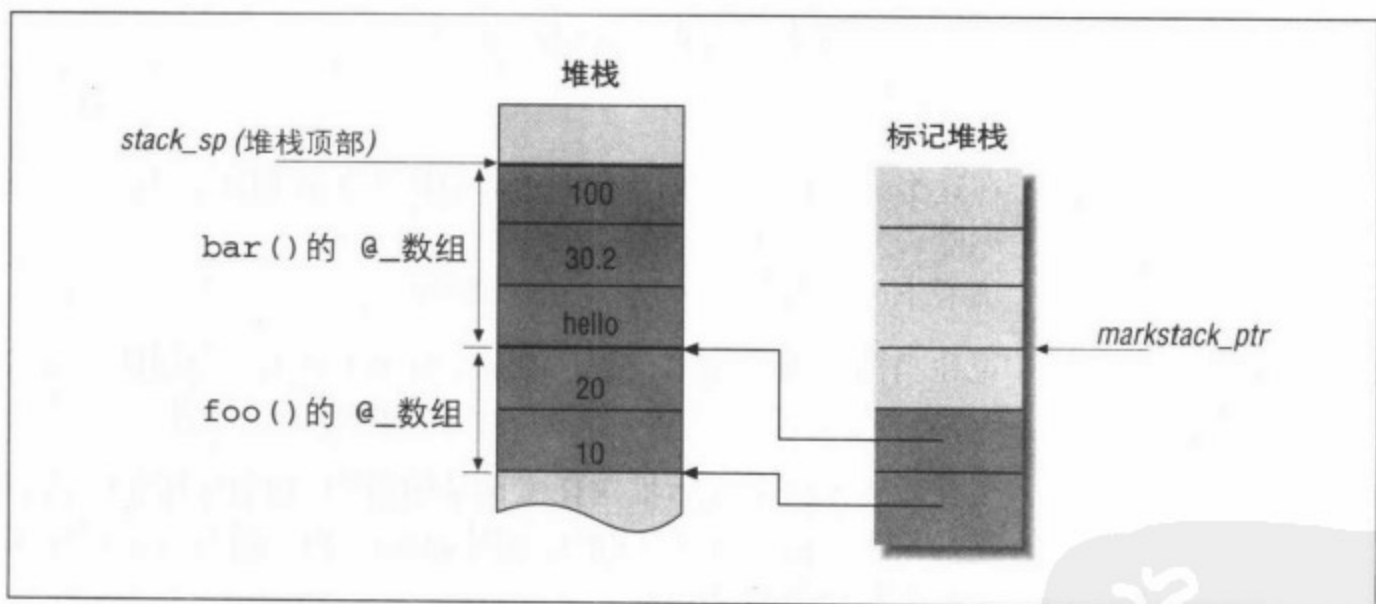 堆栈
stack_sp (堆栈顶部)
标记堆栈
100
bar()的 @_数组
30.2
hello
markstack_ptr
20
foo()的 @_数组
10